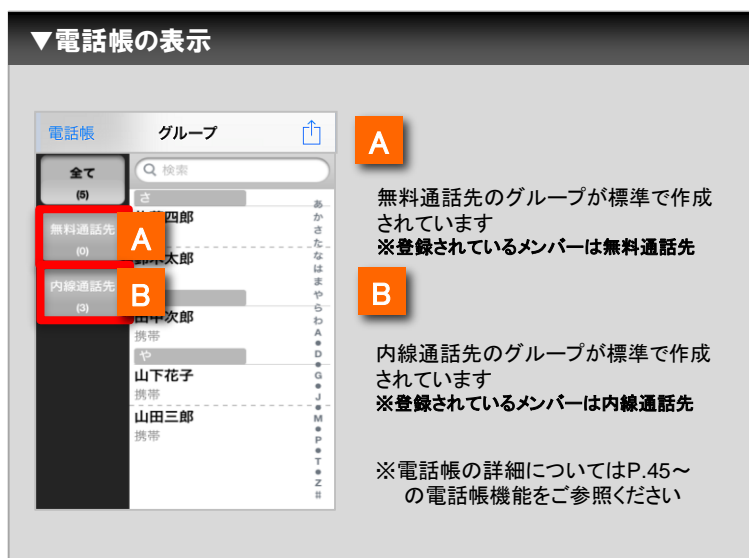 ▼電話帳の表示
電話帳
グループ
全て
(5)
無料通話先
(0)
内線通話先
(3)
検索
さ
四郎
木太郎
田中次郎
携帯
や
山下花子
携帯
山田三郎
携帯
あ
か
さ
た
な
は
ま
や
ら
わ
A
●
D
●
G
●
J
●
M
●
P
●
T
●
Z
#
A
B
A
無料通話先のグループが標準で作成
されています
※登録されているメンバーは無料通話先
B
内線通話先のグループが標準で作成
されています
※登録されているメンバーは内線通話先
※電話帳の詳細についてはP.45～
の電話帳機能をご参照ください